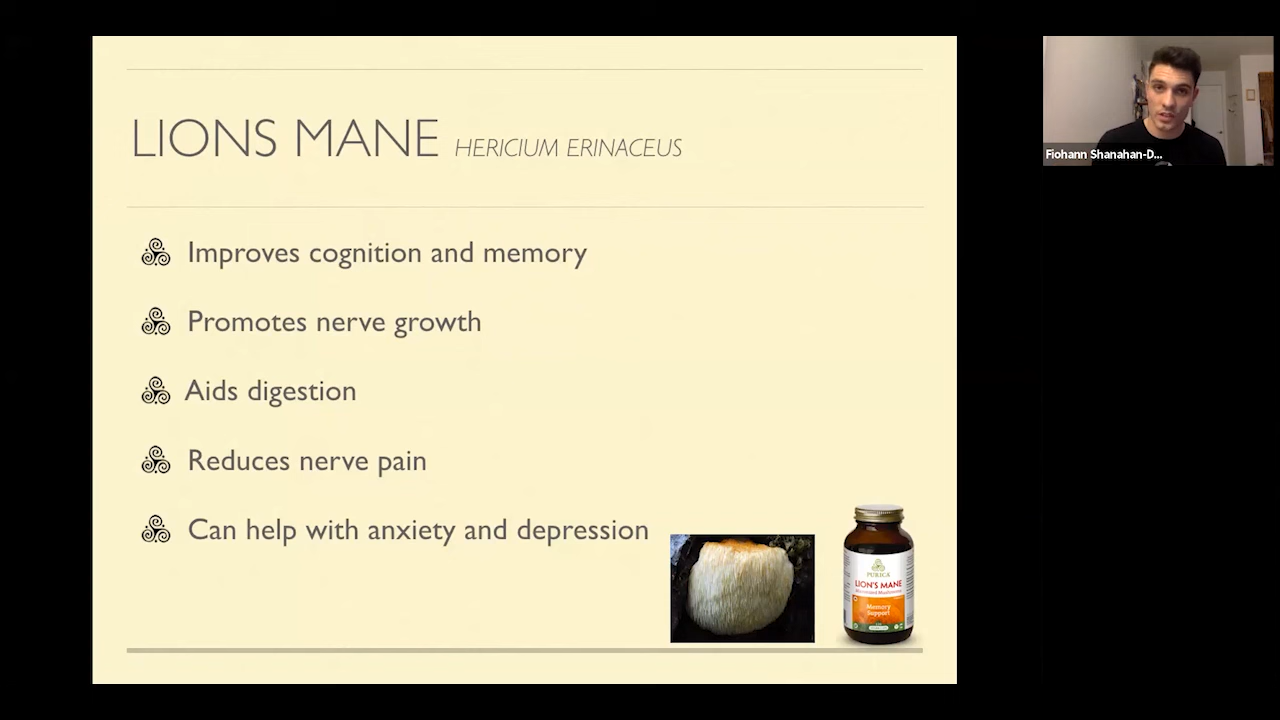 LIONS MANE HERICIUM ERINACEUS
Improves cognition and memory
Promotes nerve growth
Aids digestion
Reduces nerve pain
Can help with anxiety and depression
PURICA
LION'S MANE
Memory
Support
Fiohann Shanahan-D...